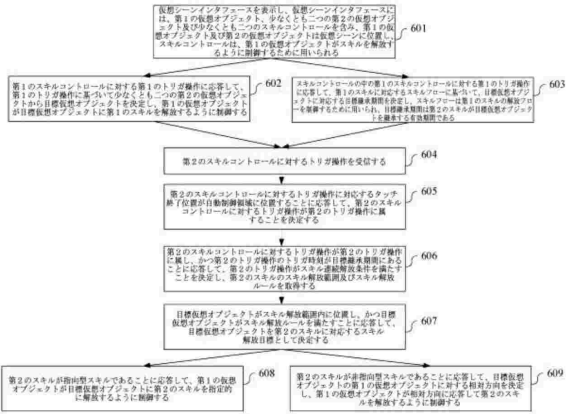 仮想シーンインタフェースを表示し、仮想シーンインタフェースには、
第１の仮想オブジェクト、少なくとも二つの第２の仮想オブ
ジェクト及び少なくとも二つのスキルコントロールを含み、第１の仮
想オブジェクト及び第２の仮想オブジェクトは仮想シーンに位置し、
スキルコントロールは、第１の仮想オブジェクトがスキルを解放す
るように制御するために用いられる
601
第１のスキルコントロールに対する第１のトリガ操作に応答して、
第１のトリガ操作に基づいて少なくとも二つの第２の仮想オブジェ
クトから目標仮想オブジェクトを決定し、第１の仮想オブジェクト
が目標仮想オブジェクトに第１のスキルを解放するように制御する
602
スキルコントロールの中の第１のスキルコントロールに対する第１のトリガ操作
に応答して、第１のスキルに対応するスキルフローに基づいて、目標仮想オブジ
ェクトに対応する目標継承期間を決定し、スキルフローは第１のスキルの解放フロ
ーを制御するために用いられ、目標継承期間は第２のスキルが目標仮想オブジェク
トを継承する有効期間である
603
第２のスキルコントロールに対するトリガ操作を受信する
604
第２のスキルコントロールに対するトリガ操作に対応するタッチ
終了位置が自動制御領域に位置することに応答して、第２のスキル
コントロールに対するトリガ操作が第２のトリガ操作に属
することを決定する
605
第２のスキルコントロールに対するトリガ操作が第２のトリガ操作
に属し、かつ第２のトリガ操作のトリガ時刻が目標継承期間にある
ことに応答して、第２のトリガ操作がスキル連続解放条件を満たす
ことを決定し、第２のスキルのスキル解放範囲及びスキル解放
ルールを取得する
606
目標仮想オブジェクトがスキル解放範囲内に位置し、かつ目標
仮想オブジェクトがスキル解放ルールを満たすことに応答して、
目標仮想オブジェクトを第２のスキルに対応するスキル
解放目標として決定する
607
第２のスキルが指向型スキルであることに応答して、第１の仮想
オブジェクトが目標仮想オブジェクトに第２のスキルを指定的
に解放するように制御する
608
第２のスキルが非指向型スキルであることに応答して、目標仮想オブ
ジェクトの第１の仮想オブジェクトに対する相対方向を決定
し、第１の仮想オブジェクトが相対方向に応答して第２のスキ
ルを解放するように制御する
609